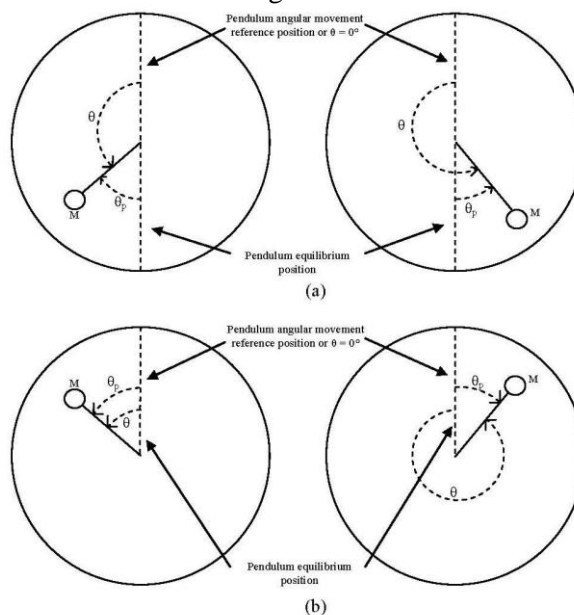 Pendulum angular movement
reference position or θ = 0°
θ
θ
θp
θp
M
M
Pendulum equilibrium
position
(a)
Pendulum angular movement
reference position or θ = 0°
M
θp
θ
θp
M
θ
Pendulum equilibrium
position
(b)